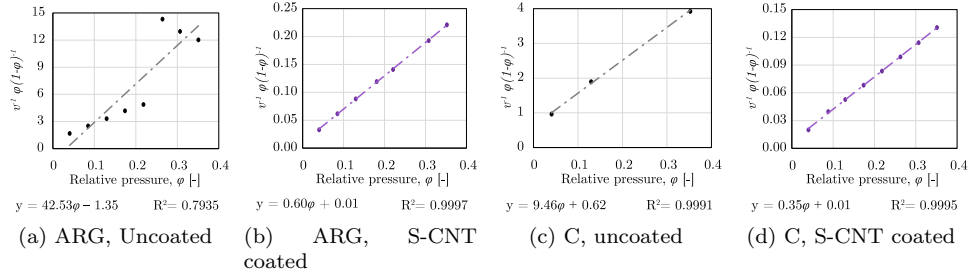 15
12
9
6
3
0
v⁻¹ φ(1-φ)⁻¹
0 0.1 0.2 0.3 0.4
Relative pressure, φ [-]
y = 42.53φ − 1.35 R²= 0.7935
(a) ARG, Uncoated
0.25
0.20
0.15
0.10
0.05
0.00
v⁻¹ φ(1-φ)⁻¹
0 0.1 0.2 0.3 0.4
Relative pressure, φ [-]
y = 0.60φ + 0.01 R²= 0.9997
(b) ARG, S-CNT
coated
4
3
2
1
0
v⁻¹ φ(1-φ)⁻¹
0 0.1 0.2 0.3 0.4
Relative pressure, φ [-]
y = 9.46φ + 0.62 R²= 0.9991
(c) C, uncoated
0.15
0.12
0.09
0.06
0.03
0.00
v⁻¹ φ(1-φ)⁻¹
0 0.1 0.2 0.3 0.4
Relative pressure, φ [-]
y = 0.35φ + 0.01 R²= 0.9995
(d) C, S-CNT coated